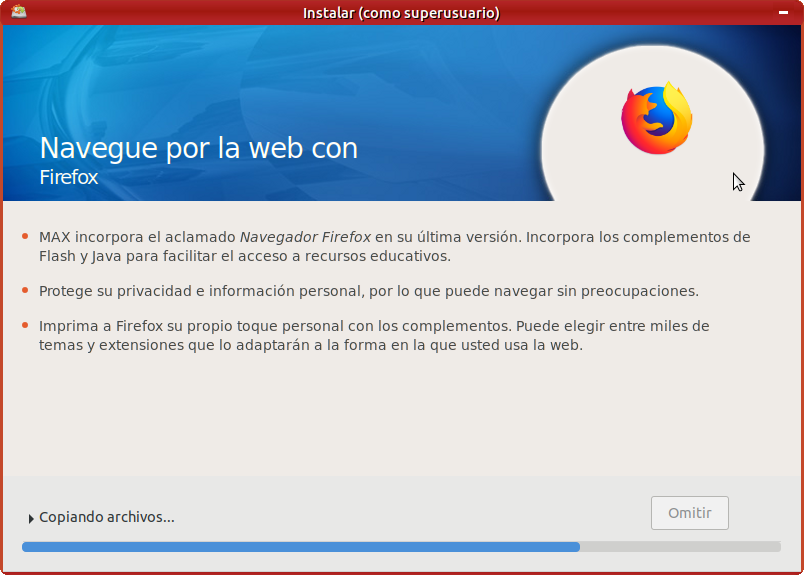 Instalar (como superusuario)
Navegue por la web con
Firefox
MAX incorpora el aclamado Navegador Firefox en su última versión. Incorpora los complementos de
Flash y Java para facilitar el acceso a recursos educativos.
Protege su privacidad e información personal, por lo que puede navegar sin preocupaciones.
Imprima a Firefox su propio toque personal con los complementos. Puede elegir entre miles de
temas y extensiones que lo adaptarán a la forma en la que usted usa la web.
Copiando archivos...
Omitir